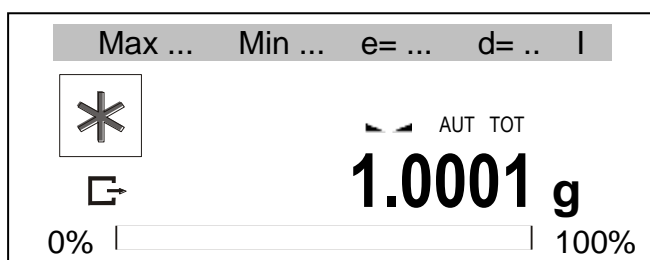 Max ... Min ... e= ... d= .. I
AUT TOT
1.0001 g
0% 100%